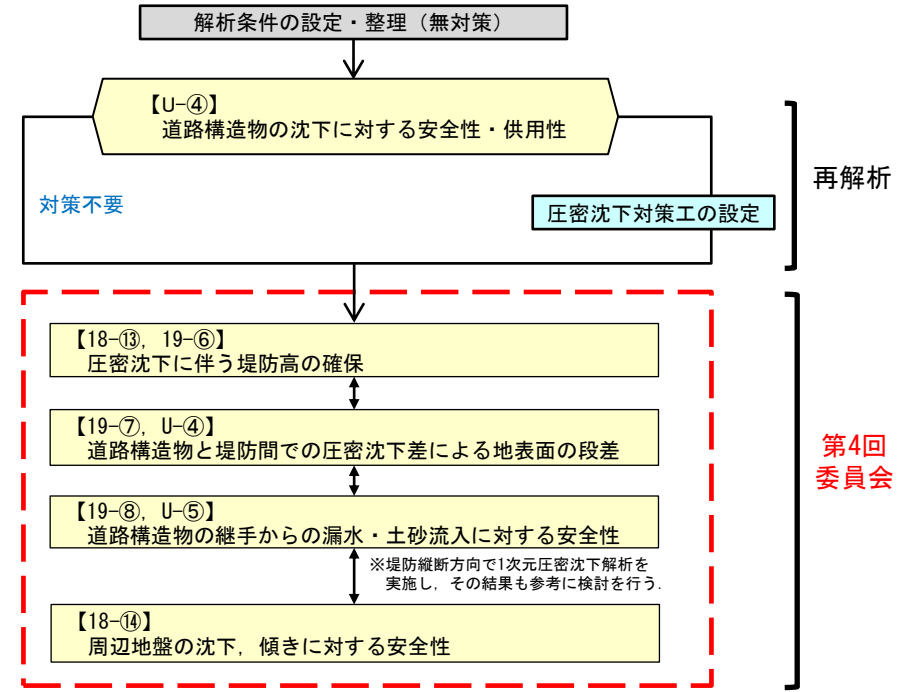 解析条件の設定・整理（無対策）
【U-④】
道路構造物の沈下に対する安全性・供用性
対策不要
圧密沈下対策工の設定
再解析
【18-⑬, 19-⑥】
圧密沈下に伴う堤防高の確保
【19-⑦, U-④】
道路構造物と堤防間での圧密沈下差による地表面の段差
【19-⑧, U-⑤】
道路構造物の継手からの漏水・土砂流入に対する安全性
※堤防縦断方向で1次元圧密沈下解析を
実施し, その結果も参考に検討を行う.
【18-⑭】
周辺地盤の沈下, 傾きに対する安全性
第4回
委員会